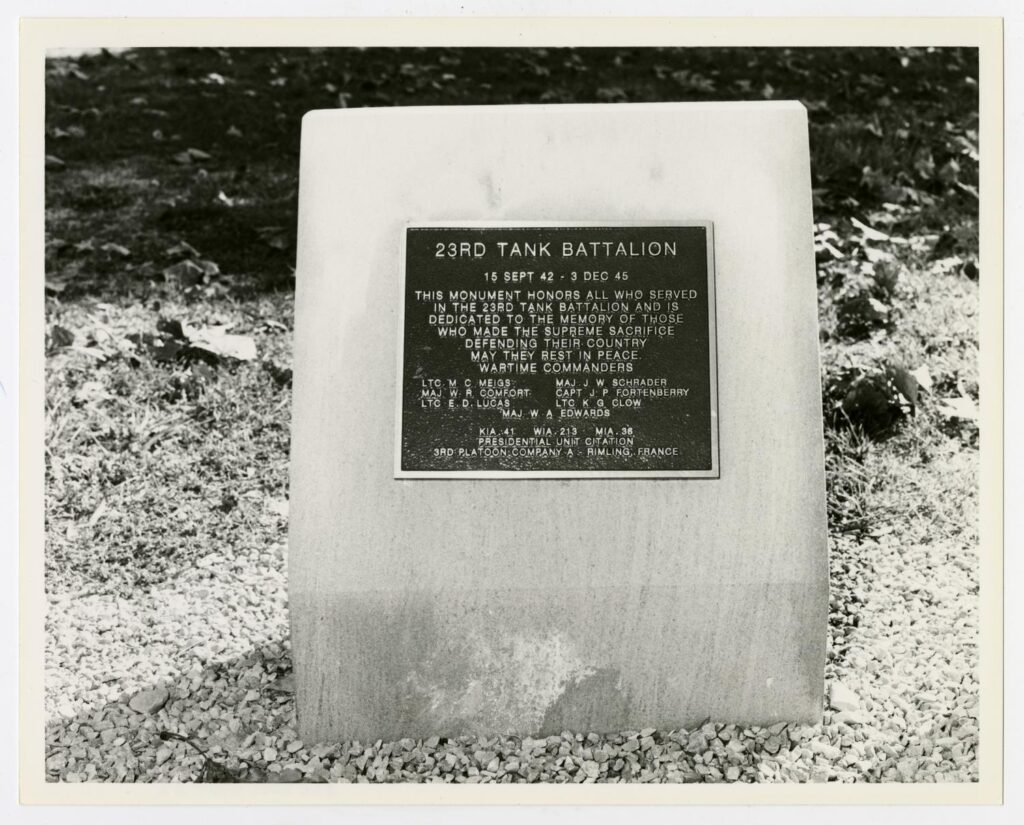 23RD TANK BATTALION
15 SEPT 42 - 3 DEC 45
THIS MONUMENT HONORS ALL WHO SERVED
IN THE 23RD TANK BATTALION AND IS
DEDICATED TO THE MEMORY OF THOSE
WHO MADE THE SUPREME SACRIFICE
DEFENDING THEIR COUNTRY
MAY THEY REST IN PEACE.
WARTIME COMMANDERS
LTC. M. C. MEIGS MAJ. J. W. SCHRADER
MAJ. W. R. COMFORT CAPT. J. P. FORTENBERRY
LTC. E. D. LUCAS LTC. K. G. CLOW
MAJ. W. A. EDWARDS
KIA. 41 WIA. 213 MIA. 36
PRESIDENTIAL UNIT CITATION
3RD PLATOON COMPANY A - RIMLING, FRANCE